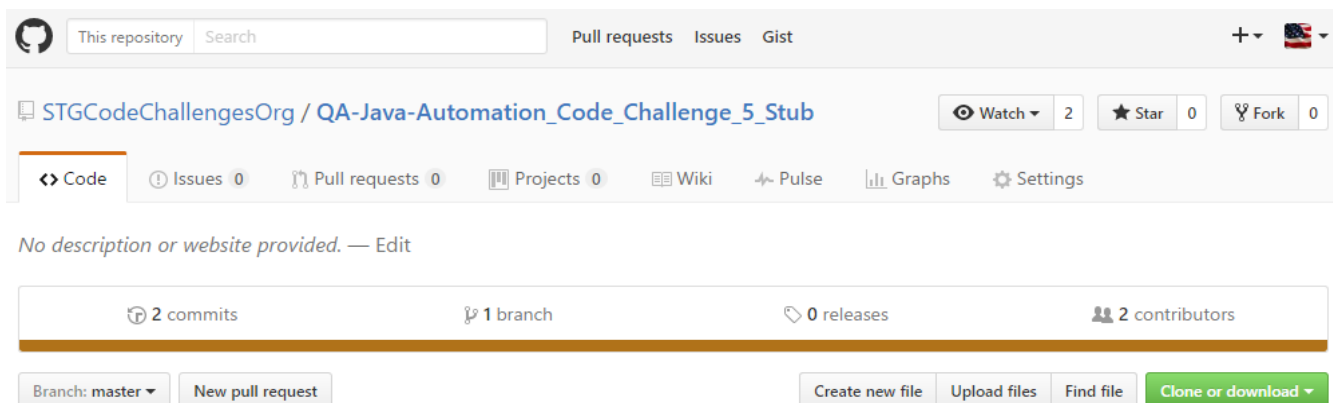 This repository Search Pull requests Issues Gist
STGCodeChallengesOrg / QA-Java-Automation_Code_Challenge_5_Stub Watch 2 Star 0 Fork 0
Code Issues 0 Pull requests 0 Projects 0 Wiki Pulse Graphs Settings
No description or website provided. — Edit
2 commits 1 branch 0 releases 2 contributors
Branch: master New pull request Create new file Upload files Find file Clone or download